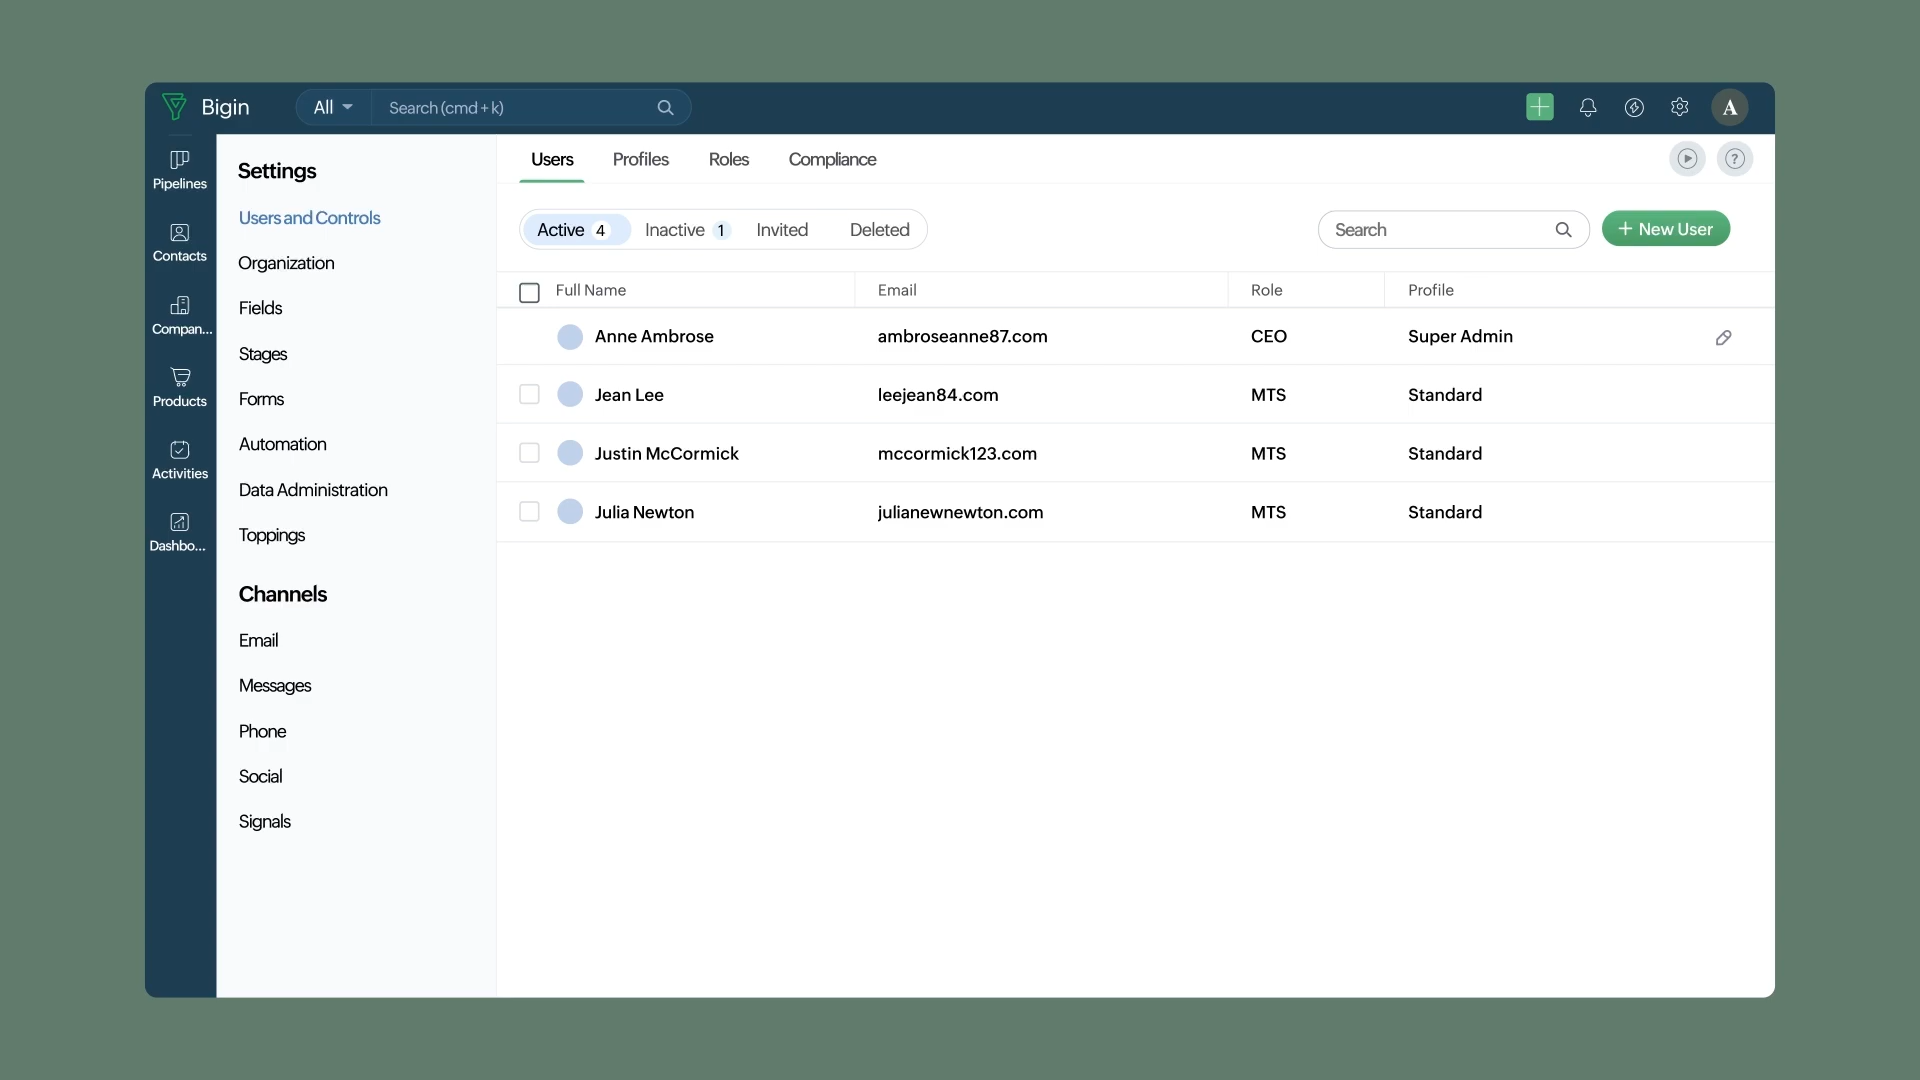 Bigin
All
Search (cmd + k)
A
Pipelines
Contacts
Compan...
Products
Activities
Dashbo...
Settings
Users and Controls
Organization
Fields
Stages
Forms
Automation
Data Administration
Toppings
Channels
Email
Messages
Phone
Social
Signals
Users Profiles Roles Compliance
?
Active 4 Inactive 1 Invited Deleted
Search
+ New User
Full Name Email Role Profile
Anne Ambrose ambroseanne87.com CEO Super Admin
Jean Lee leejean84.com MTS Standard
Justin McCormick mccormick123.com MTS Standard
Julia Newton julianewnewton.com MTS Standard